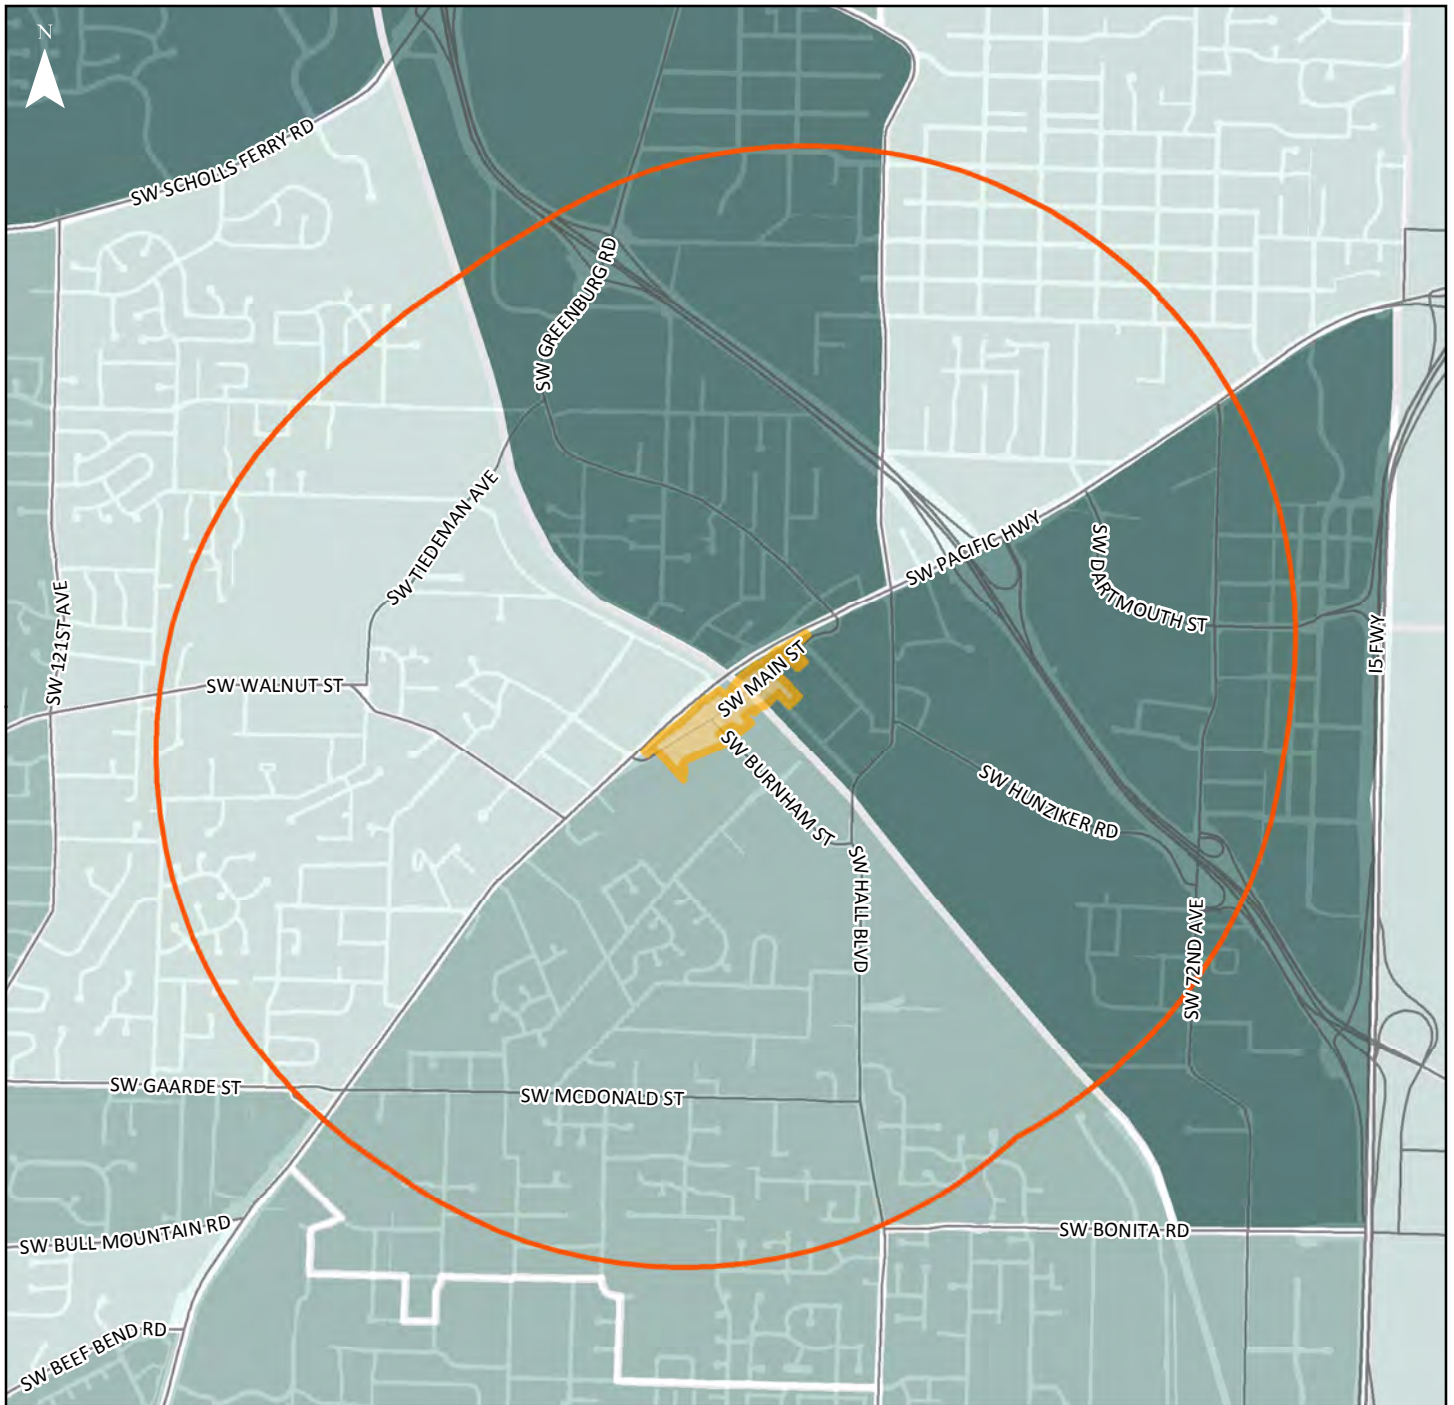 N
SW SCHOLLS FERRY RD
SW GREENBURG RD
SW TIEDEMAN AVE
SW PACIFIC HWY
SW DARTMOUTH ST
SW 121ST AVE
I5 FWY
SW WALNUT ST
SW MAIN ST
SW BURNHAM ST
SW HUNZIKER RD
SW HALL BLVD
SW 72ND AVE
SW GAARDE ST
SW MCDONALD ST
SW BULL MOUNTAIN RD
SW BONITA RD
SW BEEF BEND RD